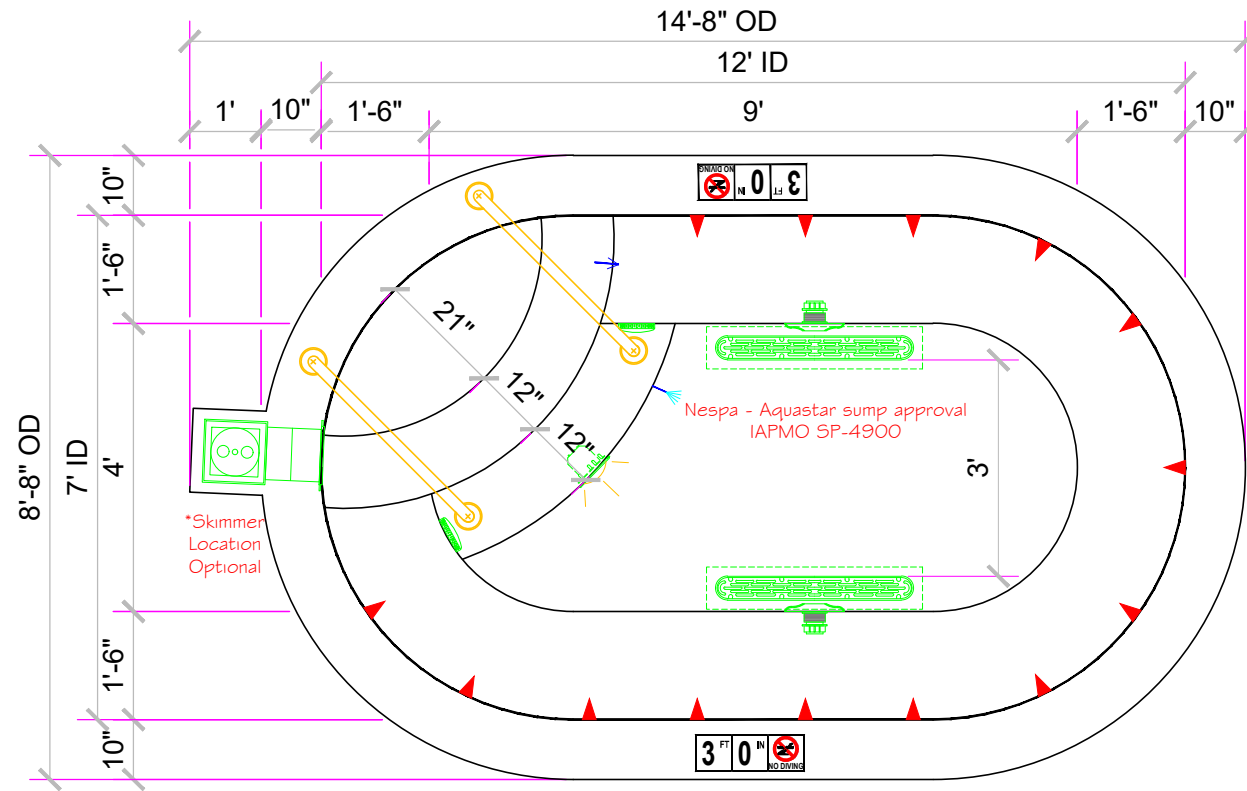 14'-8" OD
12' ID
1'
10"
1'-6"
9'
1'-6"
10"
NO DIVING
0 IN
3 FT
10"
1'-6"
4'
1'-6"
10"
7' ID
8'-8" OD
21"
12"
12"
Nespa - Aquastar sump approval
IAPMO SP-4900
3'
*Skimmer
Location
Optional
3 FT
0 IN
NO DIVING